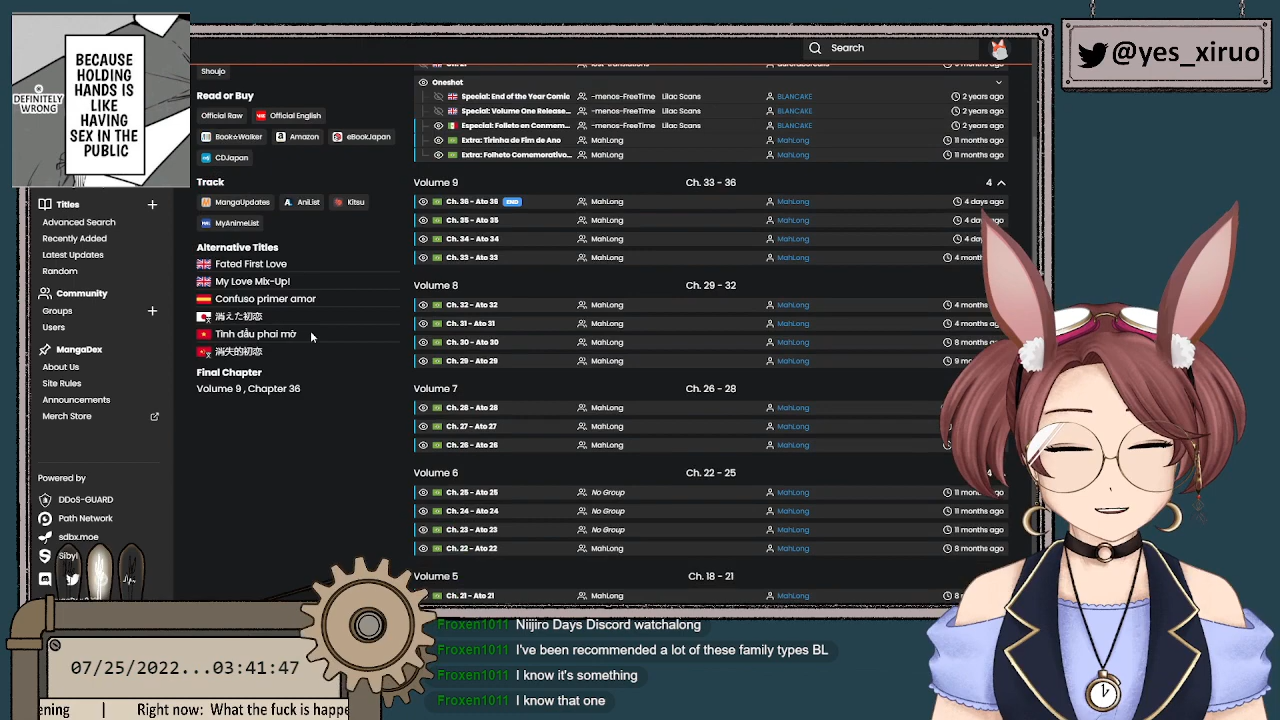 BECAUSE
HOLDING
HANDS IS
LIKE
HAVING
SEX IN THE
PUBLIC
DEFINITELY
WRONG
Search
@yes_xiruo
Shoujo
Read or Buy
Official Raw
Official English
Book☆Walker
Amazon
eBookJapan
CDJapan
Track
MangaUpdates
AniList
Kitsu
MyAnimeList
Alternative Titles
Fated First Love
My Love Mix-Up!
Confuso primer amor
消えた初恋
Tình đầu phai mờ
消失的初恋
Final Chapter
Volume 9 , Chapter 36
Titles
Advanced Search
Recently Added
Latest Updates
Random
Community
Groups
Users
MangaDex
About Us
Site Rules
Announcements
Merch Store
Powered by
DDoS-GUARD
Path Network
sdbx.moe
Oneshot
Special: End of the Year Comic -menos-FreeTime Lilac Scans BLANCAKE 2 years ago
Special: Volume One Release... -menos-FreeTime Lilac Scans BLANCAKE 2 years ago
Especial: Folleto en Conmem... -menos-FreeTime Lilac Scans BLANCAKE 2 years ago
Extra: Tirinha de Fim de Ano MahLong MahLong 11 months ago
Extra: Folheto Comemorativo... MahLong MahLong 11 months ago
Volume 9 Ch. 33 - 36 4
Ch. 36 - Ato 36 END MahLong MahLong 4 days ago
Ch. 35 - Ato 35 MahLong MahLong 4 days ago
Ch. 34 - Ato 34 MahLong MahLong 4 day
Ch. 33 - Ato 33 MahLong MahLong 4 month
Volume 8 Ch. 29 - 32
Ch. 32 - Ato 32 MahLong MahLong 4 months
Ch. 31 - Ato 31 MahLong MahLong 4 months
Ch. 30 - Ato 30 MahLong MahLong 8 months
Ch. 29 - Ato 29 MahLong MahLong 9 mo
Volume 7 Ch. 26 - 28
Ch. 28 - Ato 28 MahLong MahLong
Ch. 27 - Ato 27 MahLong MahLong
Ch. 26 - Ato 26 MahLong MahLong
Volume 6 Ch. 22 - 25
Ch. 25 - Ato 25 No Group MahLong 11 mon
Ch. 24 - Ato 24 No Group MahLong 11 months ago
Ch. 23 - Ato 23 No Group MahLong 11 months ago
Ch. 22 - Ato 22 MahLong MahLong 8 months ago
Volume 5 Ch. 18 - 21
Ch. 21 - Ato 21 MahLong MahLong
07/25/2022...03:41:47
ening | Right now: What the fuck is happe
Froxen1011 Niijiro Days Discord watchalong
Froxen1011 I've been recommended a lot of these family types BL
Froxen1011 I know it's something
Froxen1011 I know that one